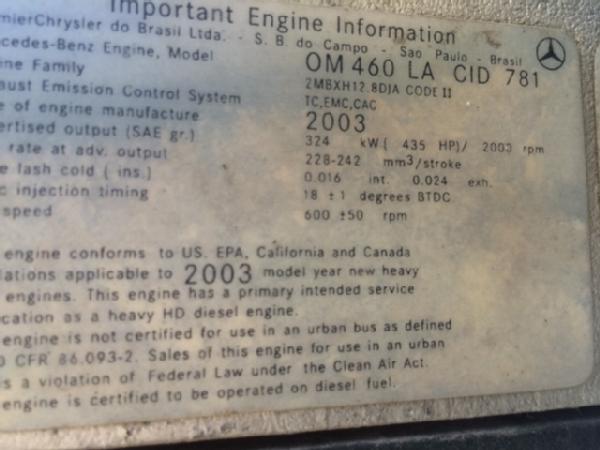 Important Engine Information
mierChrysler do Brasil Ltda. - S. B. do Campo - Sao Paulo - Brasil
cedes-Benz Engine, Model OM 460 LA CID 781
ine Family 2MBXH12.8DJA CODE II
aust Emission Control System TC,EMC,CAC
e of engine manufacture 2003
ertised output (SAE gr.) 324 kW( 435 HP)/ 2000 rpm
rate at adv. output 228-242 mm3/stroke
e lash cold ( ins.) 0.016 int. 0.024 exh.
c injection timing 18 ±1 degrees BTDC
speed 600 ±50 rpm
engine conforms to US. EPA, California and Canada
lations applicable to 2003 model year new heavy
engines. This engine has a primary intended service
ication as a heavy HD diesel engine.
engine is not certified for use in an urban bus as defined
0 CFR 86.093-2. Sales of this engine for use in an urban
s a violation of Federal Law under the Clean Air Act.
engine is certified to be operated on diesel fuel.